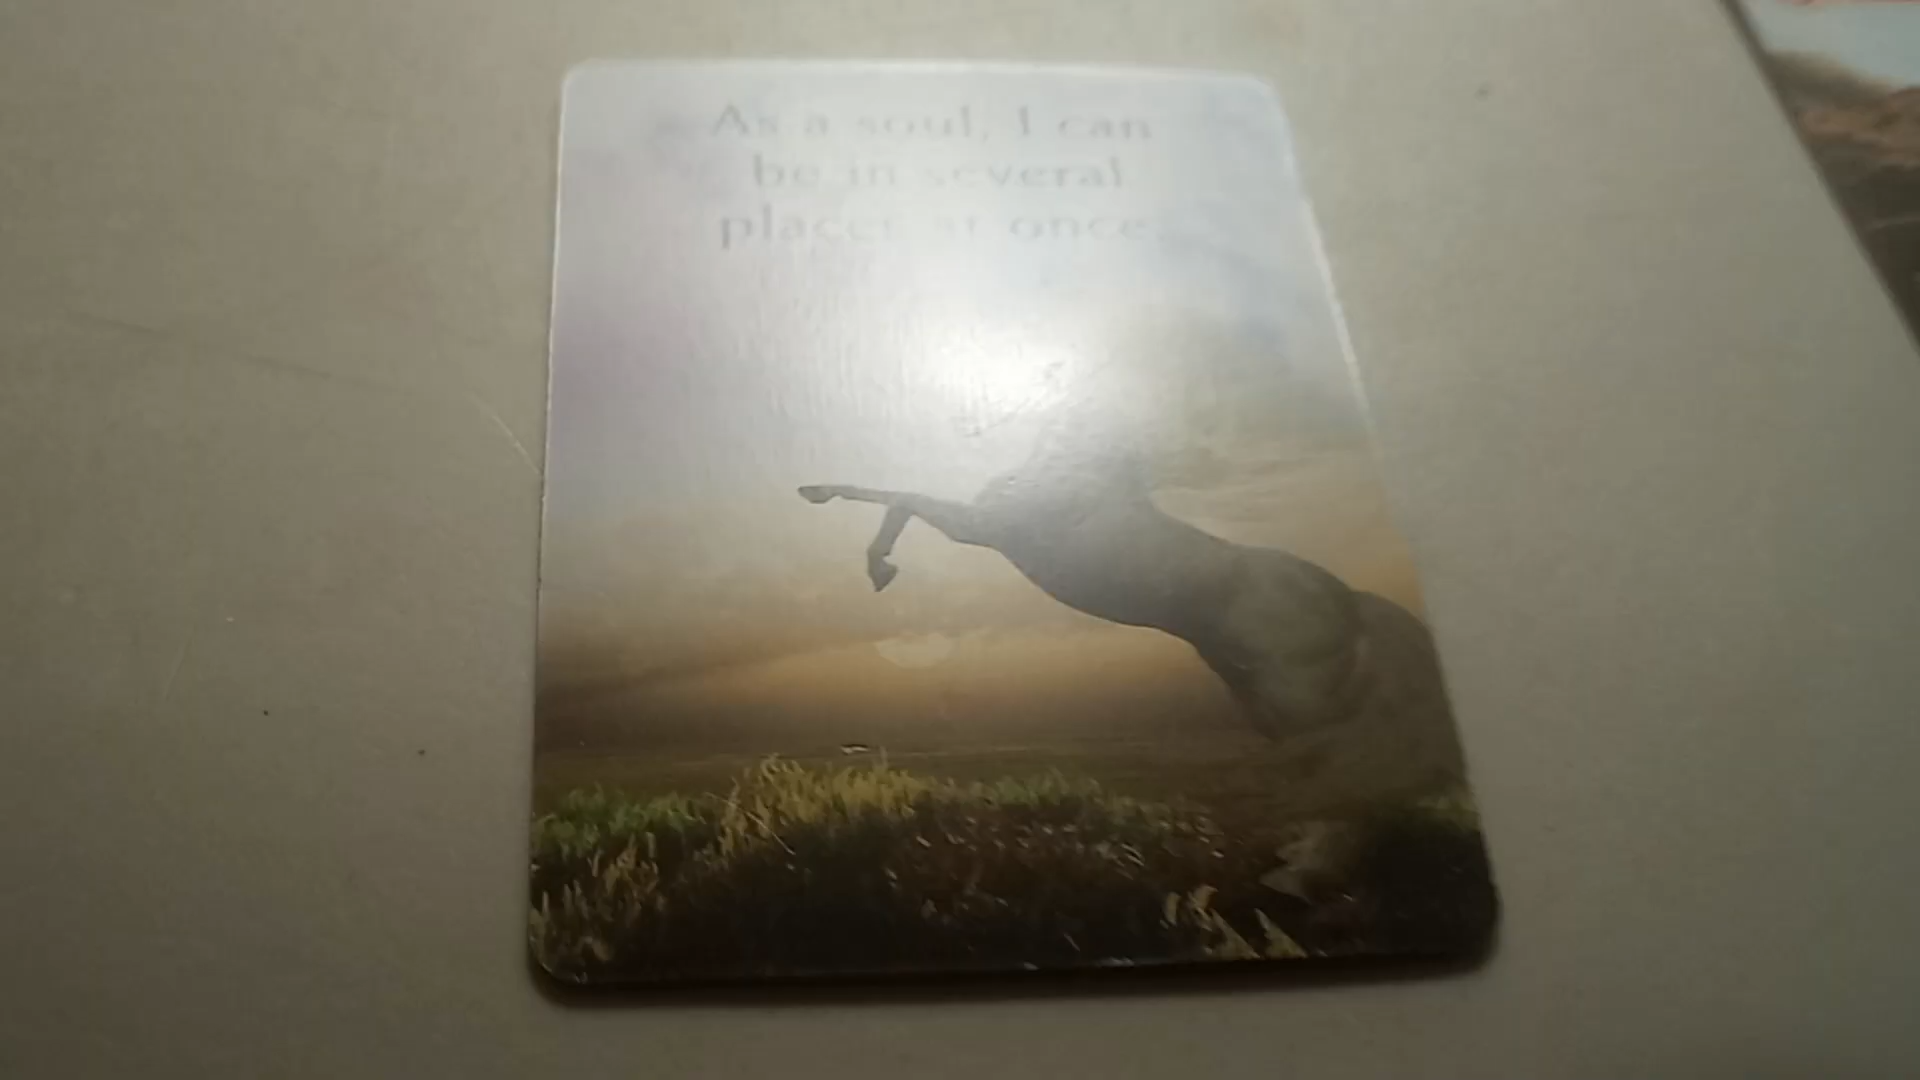 As a soul, I can
be in several
places at once.